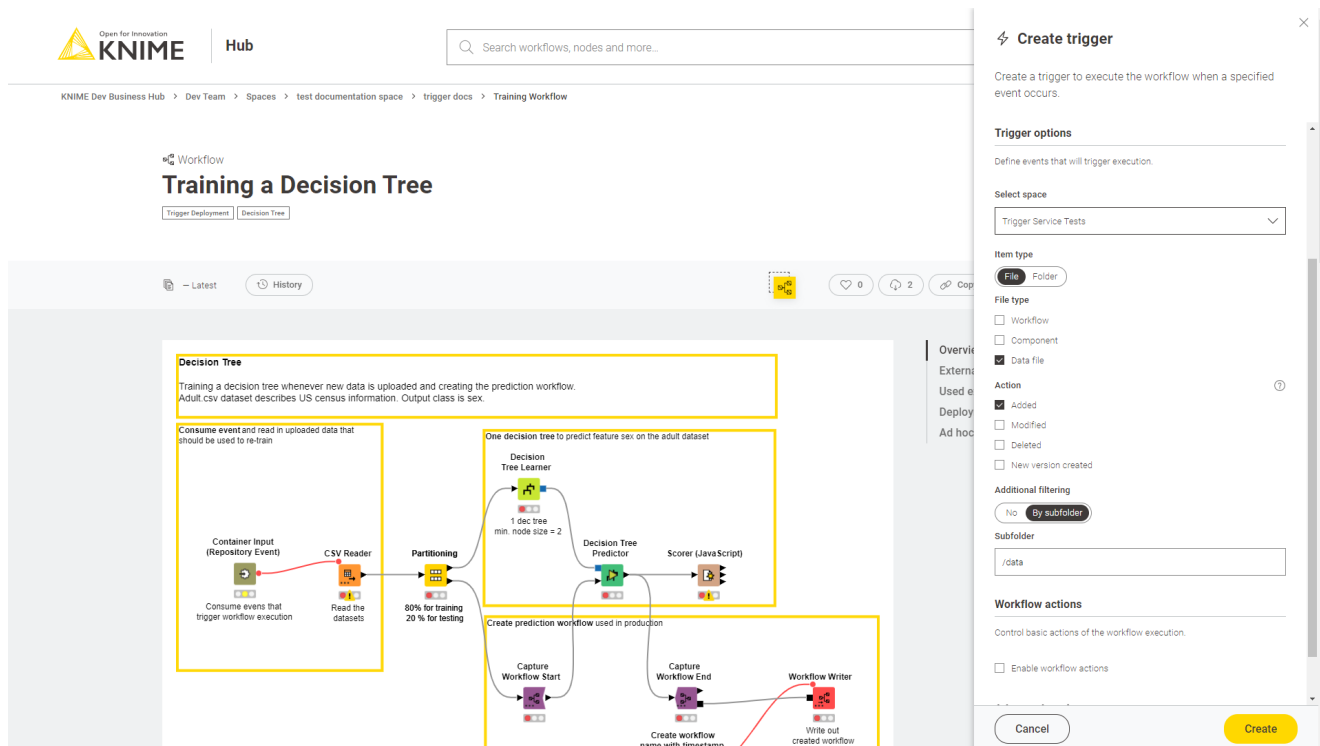 Open for Innovation
KNIME
Hub
Search workflows, nodes and more...
KNIME Dev Business Hub > Dev Team > Spaces > test documentation space > trigger docs > Training Workflow
Workflow
Training a Decision Tree
Trigger Deployment
Decision Tree
– Latest
History
0
2
Cop
Decision Tree
Training a decision tree whenever new data is uploaded and creating the prediction workflow.
Adult.csv dataset describes US census information. Output class is sex.
Consume event and read in uploaded data that
should be used to re-train
Container Input
(Repository Event)
Consume evens that
trigger workflow execution
CSV Reader
Read the
datasets
Partitioning
80% for training
20 % for testing
One decision tree to predict feature sex on the adult dataset
Decision
Tree Learner
1 dec tree
min. node size = 2
Decision Tree
Predictor
Scorer (JavaScript)
Create prediction workflow used in production
Capture
Workflow Start
Capture
Workflow End
Create workflow
name with timestamp
Workflow Writer
Write out
created workflow
Overvie
Externa
Used e
Deploy
Ad hoc
Create trigger
Create a trigger to execute the workflow when a specified
event occurs.
Trigger options
Define events that will trigger execution.
Select space
Trigger Service Tests
Item type
File
Folder
File type
Workflow
Component
Data file
Action
?
Added
Modified
Deleted
New version created
Additional filtering
No
By subfolder
Subfolder
/data
Workflow actions
Control basic actions of the workflow execution.
Enable workflow actions
Cancel
Create